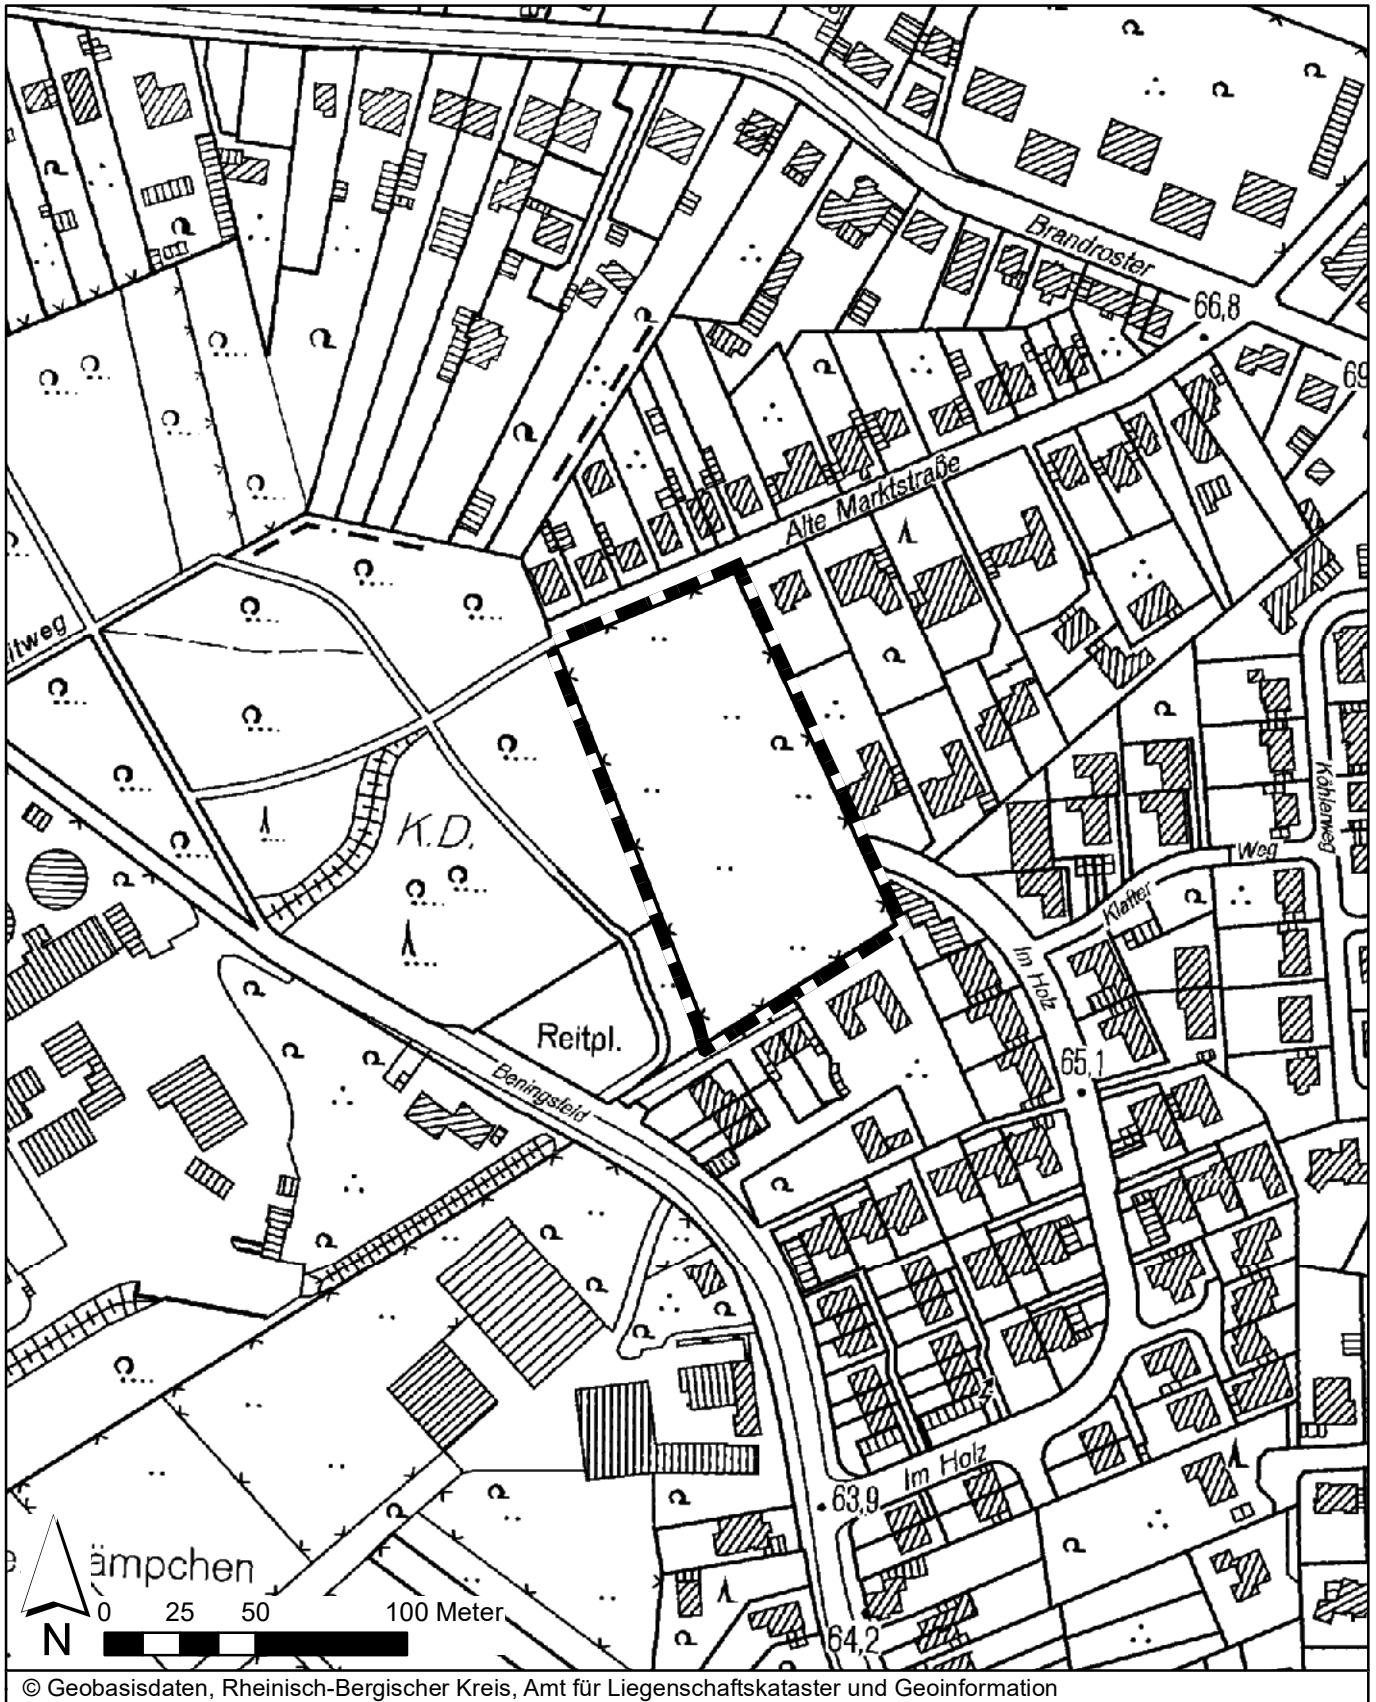 Brandroster
66,8
69
Alte Marktstraße
itweg
Köhlerweg
K.D.
Weg
Klafter
Im Holz
Reitpl.
65,1
Beningsfeld
Im Holz
63,9
ämpchen
0 25 50 100 Meter
N
64,2
© Geobasisdaten, Rheinisch-Bergischer Kreis, Amt für Liegenschaftskataster und Geoinformation